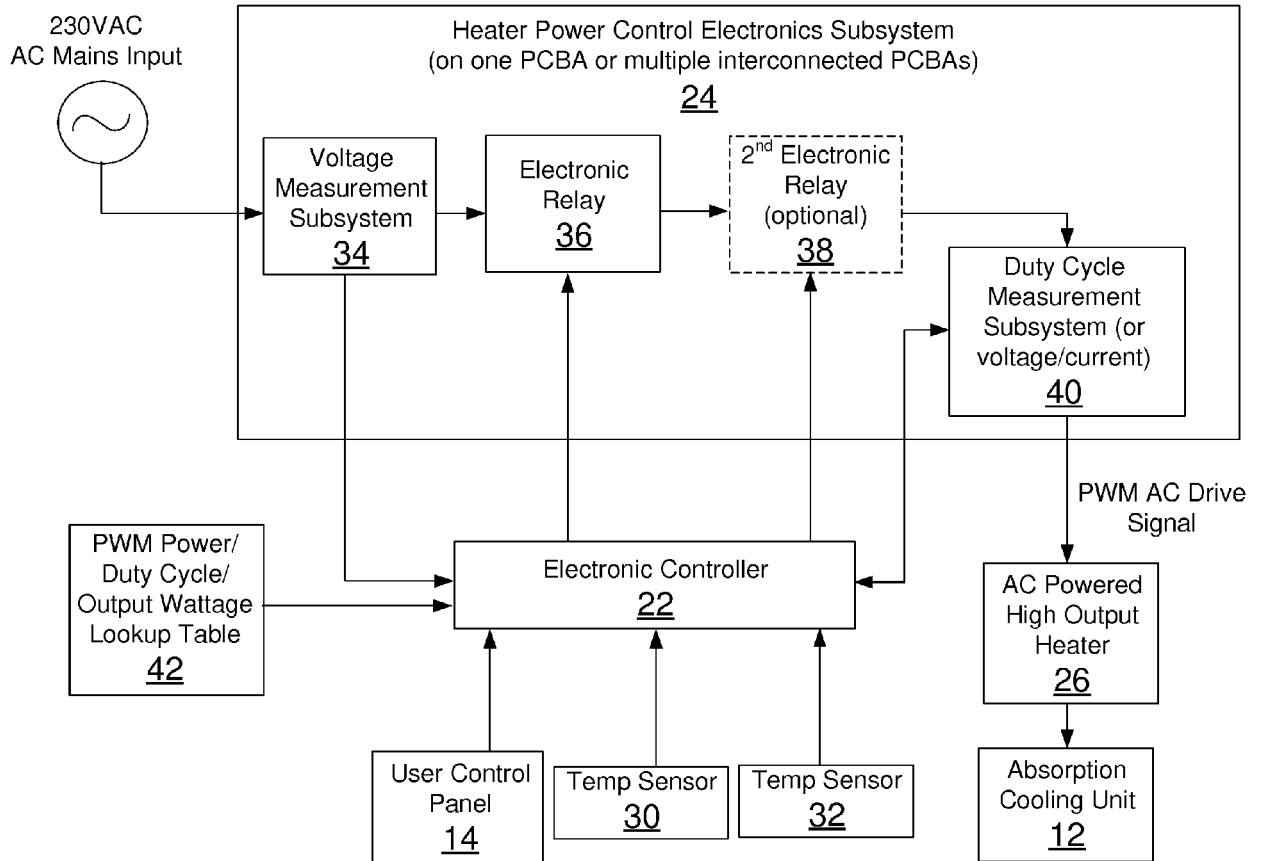 230VAC
AC Mains Input
Heater Power Control Electronics Subsystem
(on one PCBA or multiple interconnected PCBAs)
24
Voltage
Measurement
Subsystem
34
Electronic
Relay
36
2nd Electronic
Relay
(optional)
38
Duty Cycle
Measurement
Subsystem (or
voltage/current)
40
PWM AC Drive
Signal
PWM Power/
Duty Cycle/
Output Wattage
Lookup Table
42
Electronic Controller
22
AC Powered
High Output
Heater
26
User Control
Panel
14
Temp Sensor
30
Temp Sensor
32
Absorption
Cooling Unit
12